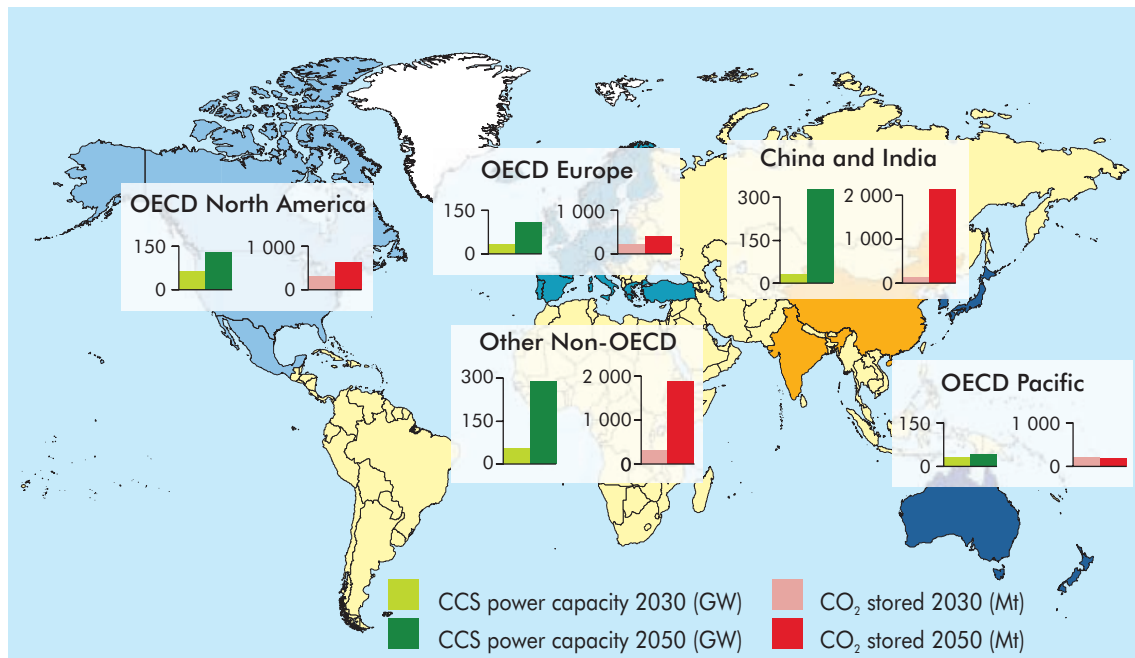 OECD North America
150
0
1 000
0
OECD Europe
150
0
1 000
0
China and India
300
150
0
2 000
1 000
0
Other Non-OECD
300
150
0
2 000
1 000
0
OECD Pacific
150
0
1 000
0
CCS power capacity 2030 (GW)
CCS power capacity 2050 (GW)
CO₂ stored 2030 (Mt)
CO₂ stored 2050 (Mt)